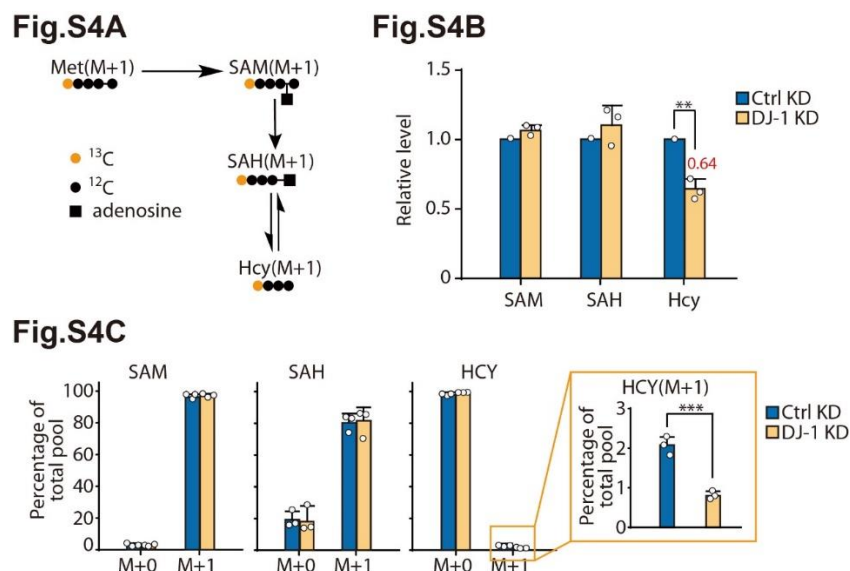 Fig.S4A
Met(M+1)
SAM(M+1)
SAH(M+1)
Hcy(M+1)
13C
12C
adenosine
Fig.S4B
Relative level
1.5
1.0
0.5
0
**
0.64
SAM
SAH
Hcy
Ctrl KD
DJ-1 KD
Fig.S4C
Percentage of
total pool
100
80
60
40
20
0
SAM
M+0
M+1
SAH
M+0
M+1
HCY
M+0
M+1
HCY(M+1)
Percentage of
total pool
3
2
1
0
***
Ctrl KD
DJ-1 KD